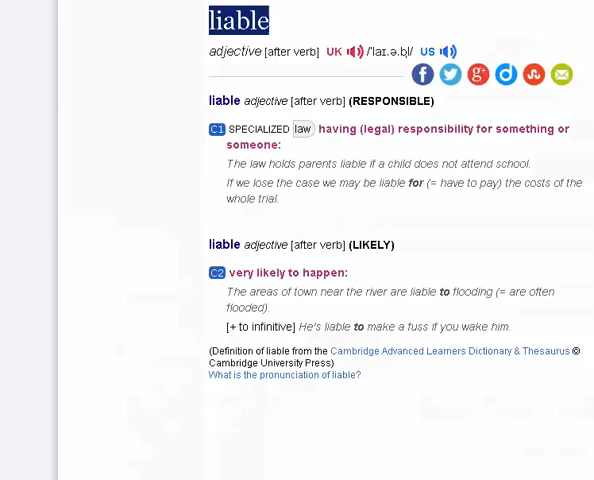 liable
adjective [after verb] UK /ˈlaɪ.ə.bl̩/ US
liable adjective [after verb] (RESPONSIBLE)
C1 SPECIALIZED law having (legal) responsibility for something or
someone:
The law holds parents liable if a child does not attend school.
If we lose the case we may be liable for (= have to pay) the costs of the
whole trial.
liable adjective [after verb] (LIKELY)
C2 very likely to happen:
The areas of town near the river are liable to flooding (= are often
flooded).
[+ to infinitive] He's liable to make a fuss if you wake him.
(Definition of liable from the Cambridge Advanced Learners Dictionary & Thesaurus ©
Cambridge University Press)
What is the pronunciation of liable?